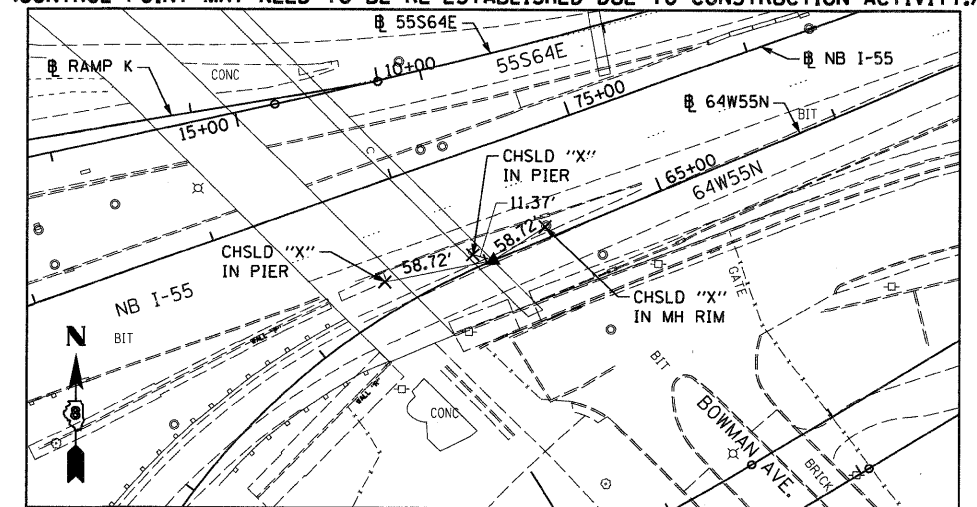 (CONTROL POINT MAY NEED TO BE RE-ESTABLISHED DUE TO CONSTRUCTION ACTIVITY.)
℄ 55S64E
℄ RAMP K
CONC
10+00
55S64E
℄ NB I-55
75+00
℄ 64W55N
BIT
15+00
CHSLD "X"
IN PIER
65+00
64W55N
11.37'
CHSLD "X"
IN PIER
58.72'
58.72'
GATE
NB I-55
CHSLD "X"
IN MH RIM
N
BIT
BIT
8
CONC
BOWMAN AVE.
BRICK